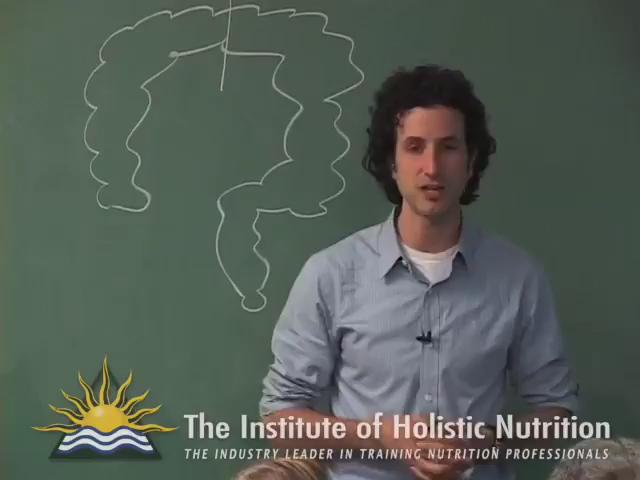 The Institute of Holistic Nutrition
THE INDUSTRY LEADER IN TRAINING NUTRITION PROFESSIONALS